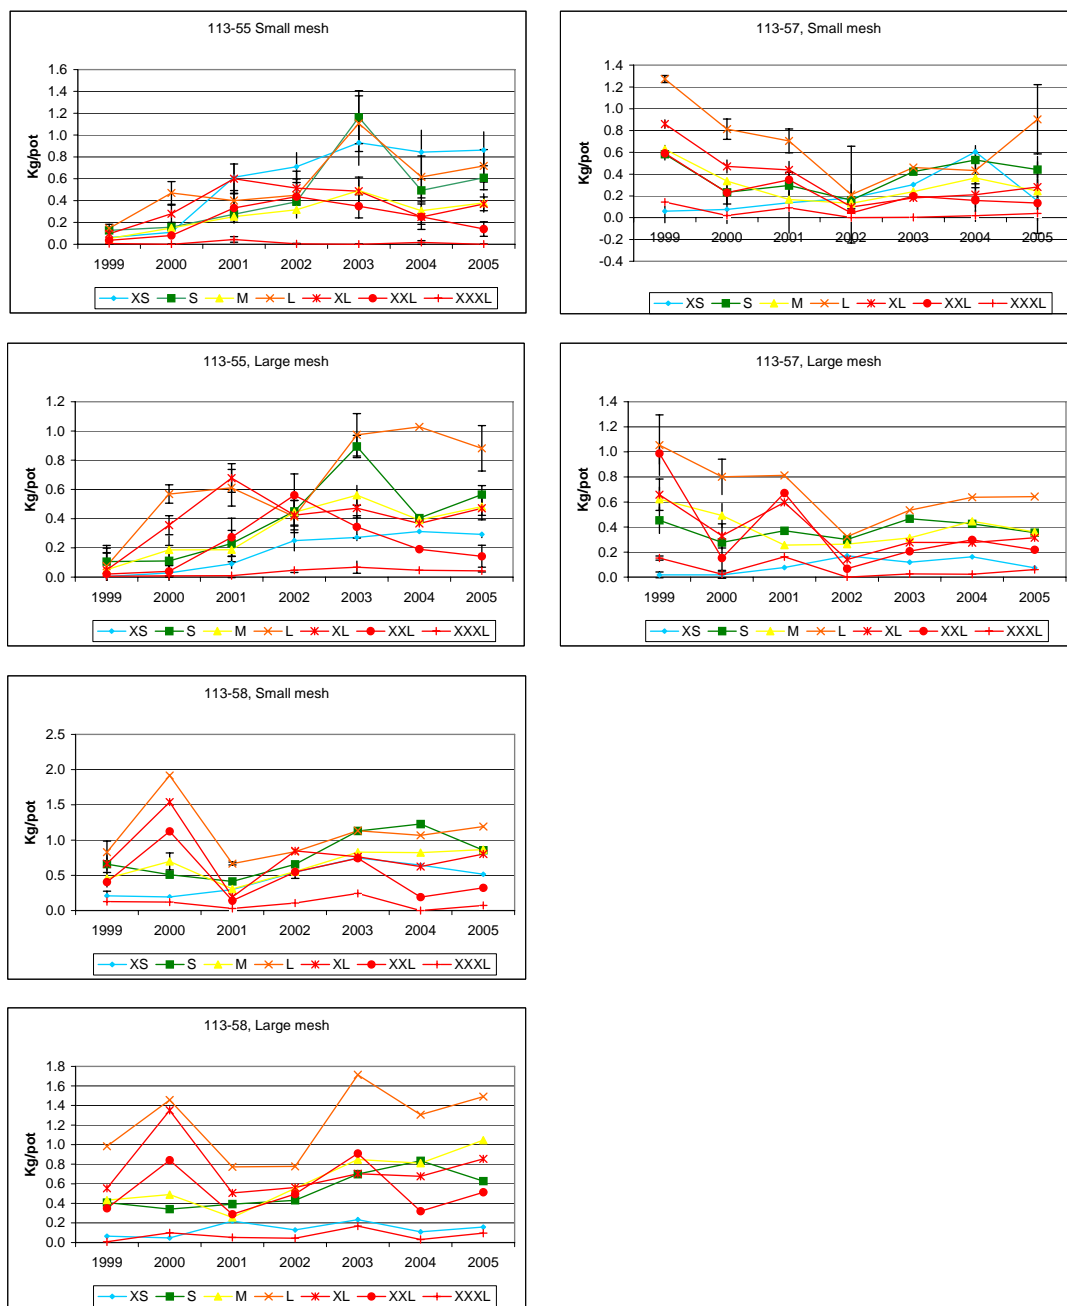 113-55 Small mesh
Kg/pot
1.6
1.4
1.2
1.0
0.8
0.6
0.4
0.2
0.0
1999 2000 2001 2002 2003 2004 2005
XS S M L XL XXL XXXL
113-57, Small mesh
Kg/pot
1.4
1.2
1.0
0.8
0.6
0.4
0.2
0.0
-0.2
-0.4
1999 2000 2001 2002 2003 2004 2005
XS S M L XL XXL XXXL
113-55, Large mesh
Kg/pot
1.2
1.0
0.8
0.6
0.4
0.2
0.0
1999 2000 2001 2002 2003 2004 2005
XS S M L XL XXL XXXL
113-57, Large mesh
Kg/pot
1.4
1.2
1.0
0.8
0.6
0.4
0.2
0.0
1999 2000 2001 2002 2003 2004 2005
XS S M L XL XXL XXXL
113-58, Small mesh
Kg/pot
2.5
2.0
1.5
1.0
0.5
0.0
1999 2000 2001 2002 2003 2004 2005
XS S M L XL XXL XXXL
113-58, Large mesh
Kg/pot
1.8
1.6
1.4
1.2
1.0
0.8
0.6
0.4
0.2
0.0
1999 2000 2001 2002 2003 2004 2005
XS S M L XL XXL XXXL